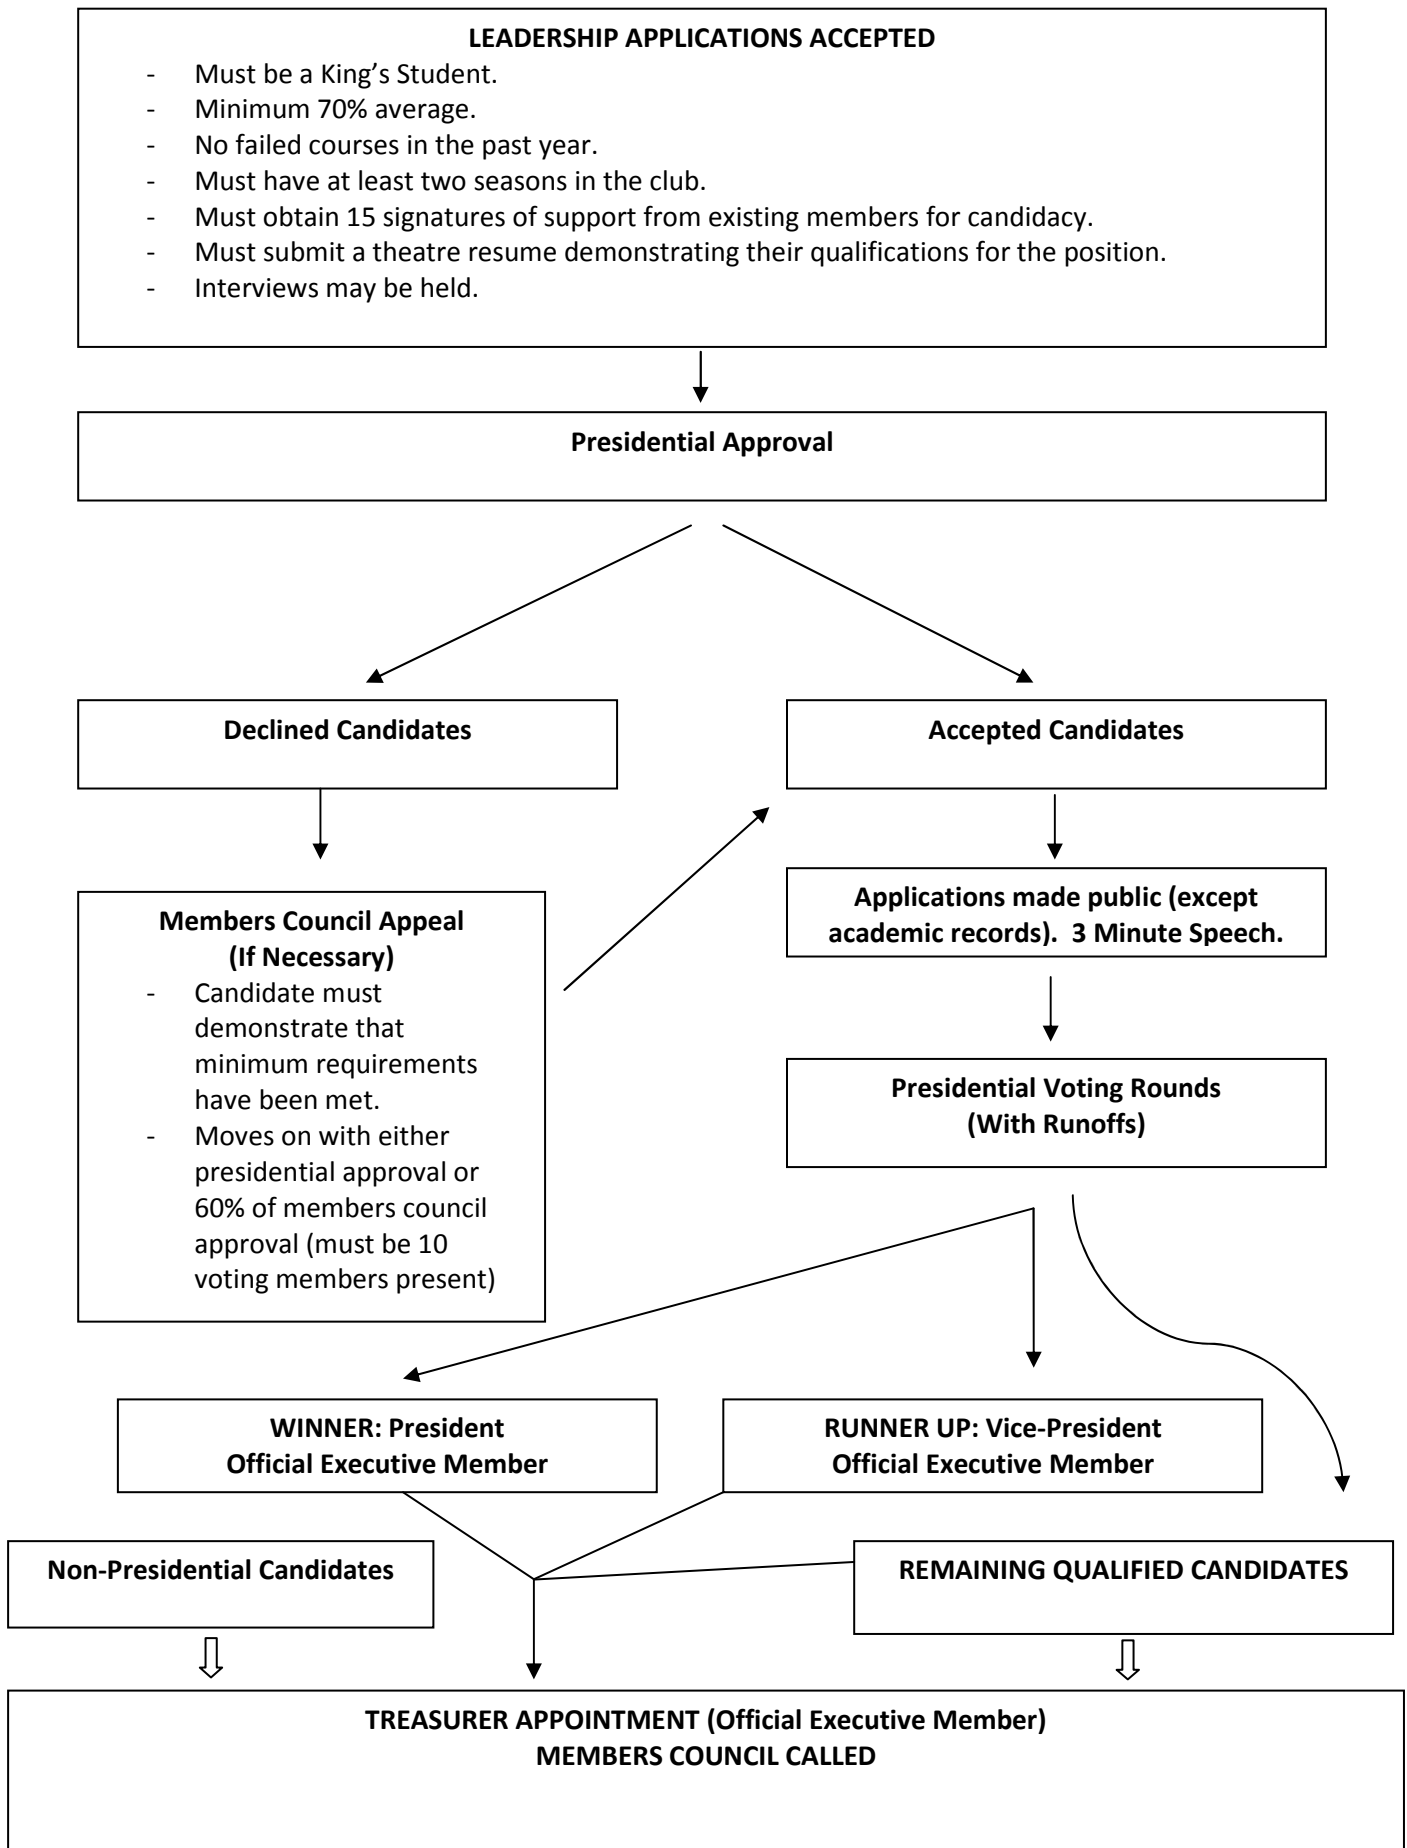 LEADERSHIP APPLICATIONS ACCEPTED
- Must be a King’s Student.
- Minimum 70% average.
- No failed courses in the past year.
- Must have at least two seasons in the club.
- Must obtain 15 signatures of support from existing members for candidacy.
- Must submit a theatre resume demonstrating their qualifications for the position.
- Interviews may be held.
Presidential Approval
Declined Candidates
Accepted Candidates
Members Council Appeal
(If Necessary)
- Candidate must
demonstrate that
minimum requirements
have been met.
- Moves on with either
presidential approval or
60% of members council
approval (must be 10
voting members present)
Applications made public (except
academic records).  3 Minute Speech.
Presidential Voting Rounds
(With Runoffs)
WINNER: President
Official Executive Member
RUNNER UP: Vice-President
Official Executive Member
Non-Presidential Candidates
REMAINING QUALIFIED CANDIDATES
TREASURER APPOINTMENT (Official Executive Member)
MEMBERS COUNCIL CALLED